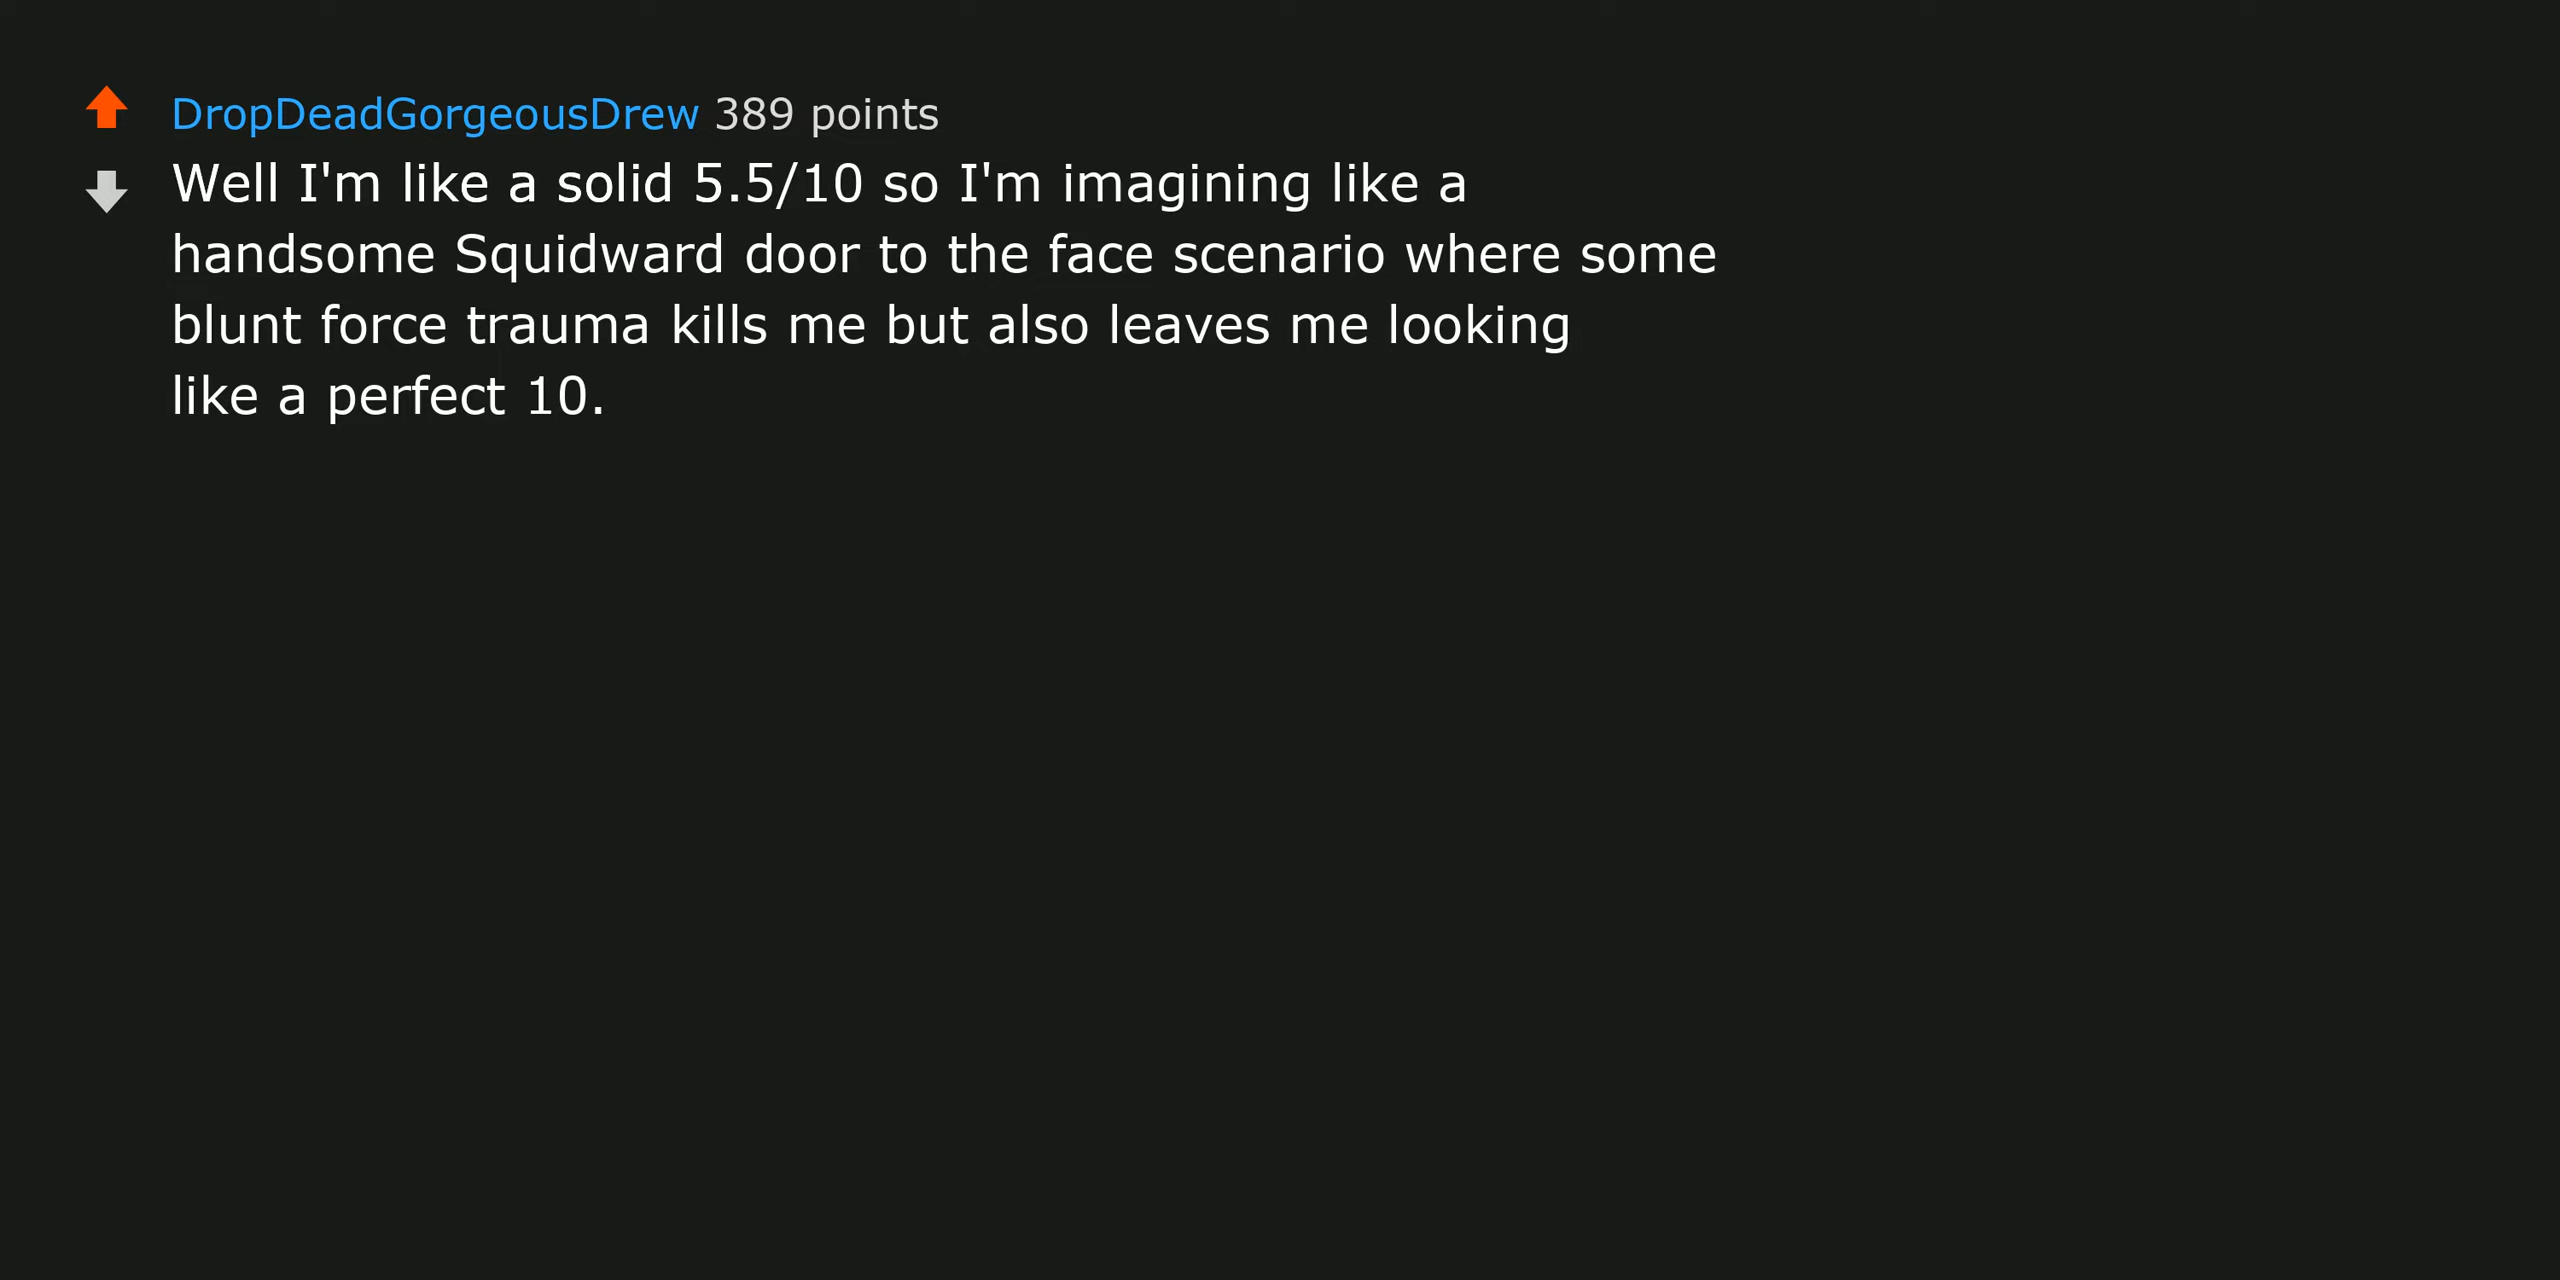 DropDeadGorgeousDrew 389 points
Well I'm like a solid 5.5/10 so I'm imagining like a
handsome Squidward door to the face scenario where some
blunt force trauma kills me but also leaves me looking
like a perfect 10.